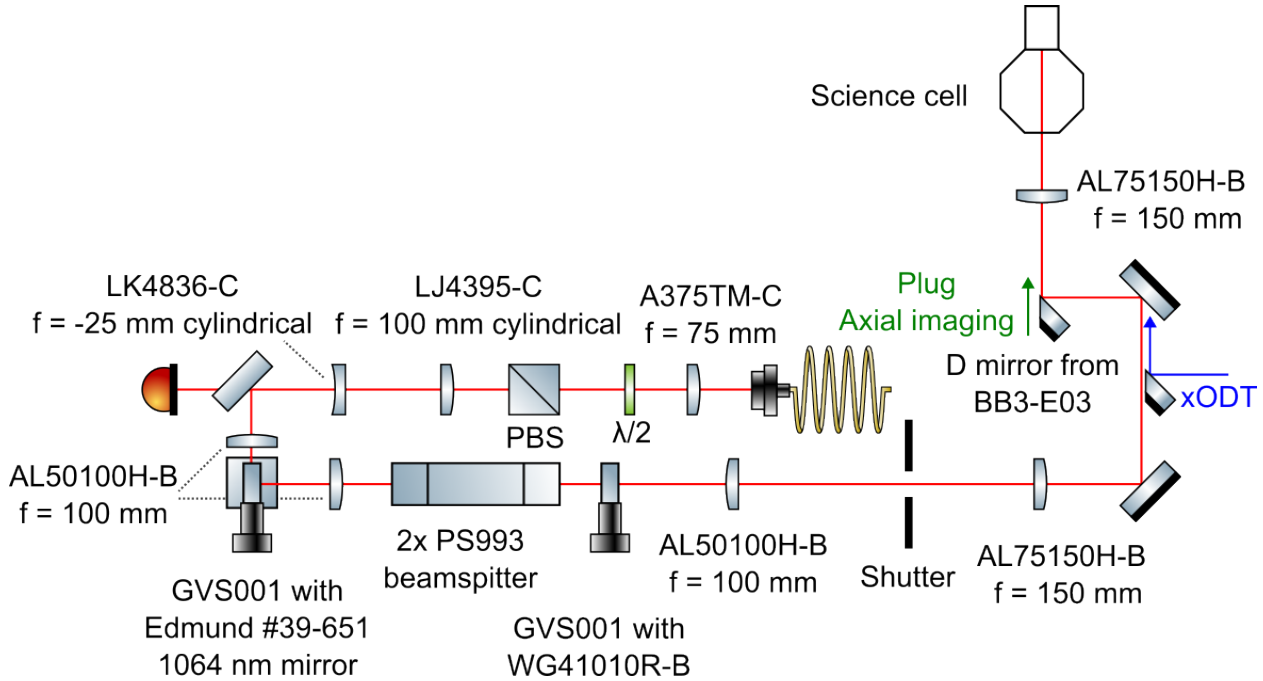 Science cell
AL75150H-B
f = 150 mm
Plug
Axial imaging
D mirror from
BB3-E03
xODT
LK4836-C
f = -25 mm cylindrical
LJ4395-C
f = 100 mm cylindrical
A375TM-C
f = 75 mm
PBS
λ/2
AL50100H-B
f = 100 mm
2x PS993
beamspitter
AL50100H-B
f = 100 mm
Shutter
AL75150H-B
f = 150 mm
GVS001 with
Edmund #39-651
1064 nm mirror
GVS001 with
WG41010R-B